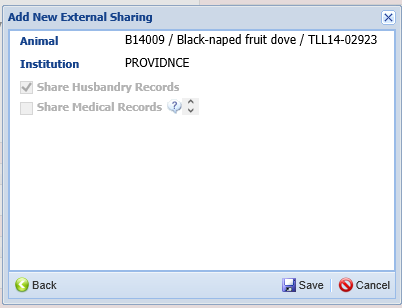 Add New External Sharing
Animal B14009 / Black-naped fruit dove / TLL14-02923
Institution PROVIDNCE
Share Husbandry Records
Share Medical Records ?
Back Save Cancel